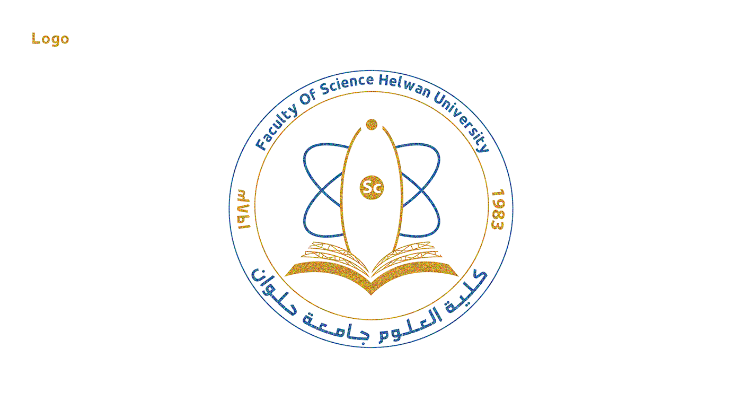 Logo
Faculty Of Science Helwan University
Sc
١٩٨٣
1983
كلية العلوم جامعة حلوان